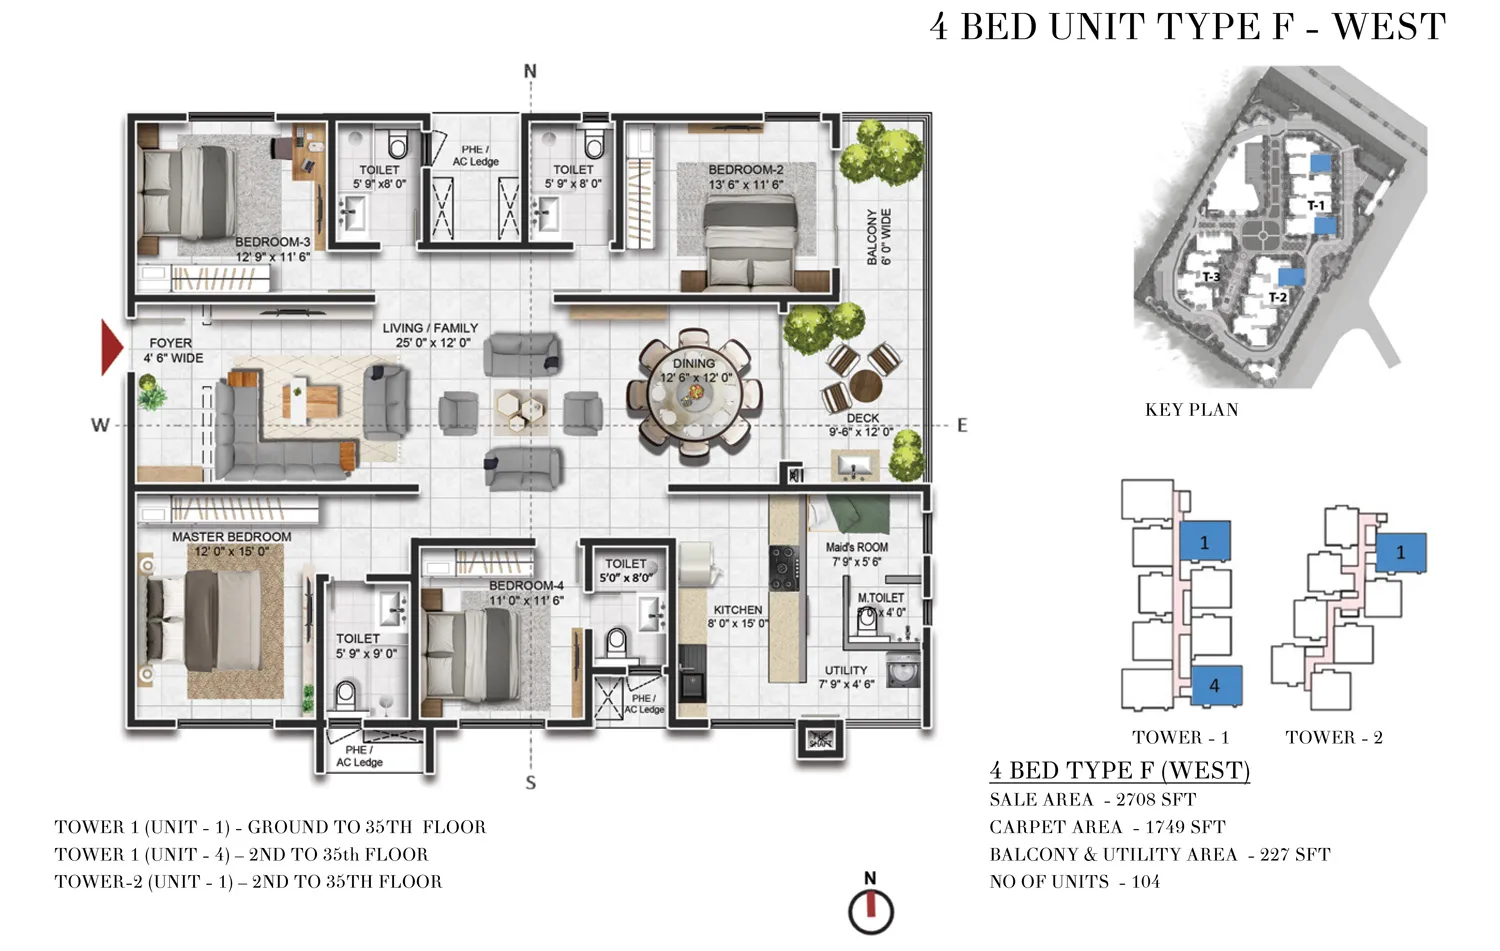 4 BED UNIT TYPE F - WEST
N
TOILET
5' 9" x8' 0"
PHE /
AC Ledge
TOILET
5' 9" x 8' 0"
BEDROOM-2
13' 6" x 11' 6"
BALCONY
6' 0" WIDE
BEDROOM-3
12' 9" x 11' 6"
FOYER
4' 6" WIDE
LIVING / FAMILY
25' 0" x 12' 0"
DINING
12' 6" x 12' 0"
DECK
9'-6" x 12' 0"
W
E
MASTER BEDROOM
12' 0" x 15' 0"
TOILET
5' 9" x 9' 0"
BEDROOM-4
11' 0" x 11' 6"
TOILET
5'0" x 8'0"
KITCHEN
8' 0" x 15' 0"
Maid's ROOM
7' 9" x 5' 6"
M.TOILET
5' 0" x 4' 0"
UTILITY
7' 9" x 4' 6"
PHE /
AC Ledge
PHE /
AC Ledge
SHAFT
S
T-1
T-3
T-2
KEY PLAN
1
4
1
TOWER - 1
TOWER - 2
4 BED TYPE F (WEST)
SALE AREA - 2708 SFT
CARPET AREA - 1749 SFT
BALCONY & UTILITY AREA - 227 SFT
NO OF UNITS - 104
TOWER 1 (UNIT - 1) - GROUND TO 35TH FLOOR
TOWER 1 (UNIT - 4) – 2ND TO 35th FLOOR
TOWER-2 (UNIT - 1) – 2ND TO 35TH FLOOR
N